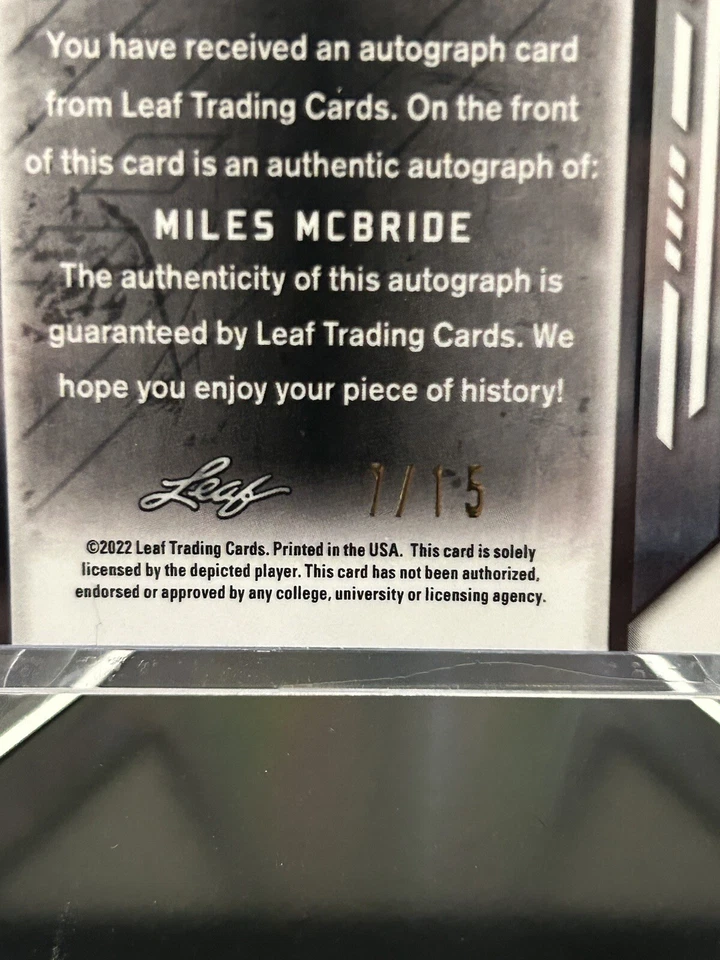 You have received an autograph card
from Leaf Trading Cards. On the front
of this card is an authentic autograph of:
MILES MCBRIDE
The authenticity of this autograph is
guaranteed by Leaf Trading Cards. We
hope you enjoy your piece of history!
Leaf 7/15
©2022 Leaf Trading Cards. Printed in the USA. This card is solely
licensed by the depicted player. This card has not been authorized,
endorsed or approved by any college, university or licensing agency.